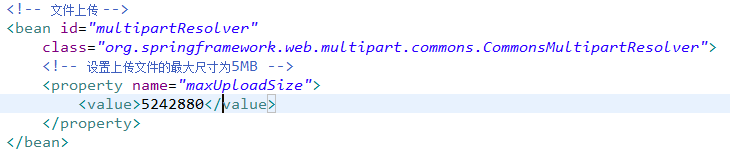 <!-- 文件上传 -->
<bean id="multipartResolver"
class="org.springframework.web.multipart.commons.CommonsMultipartResolver">
<!-- 设置上传文件的最大尺寸为5MB -->
<property name="maxUploadSize">
<value>5242880</value>
</property>
</bean>